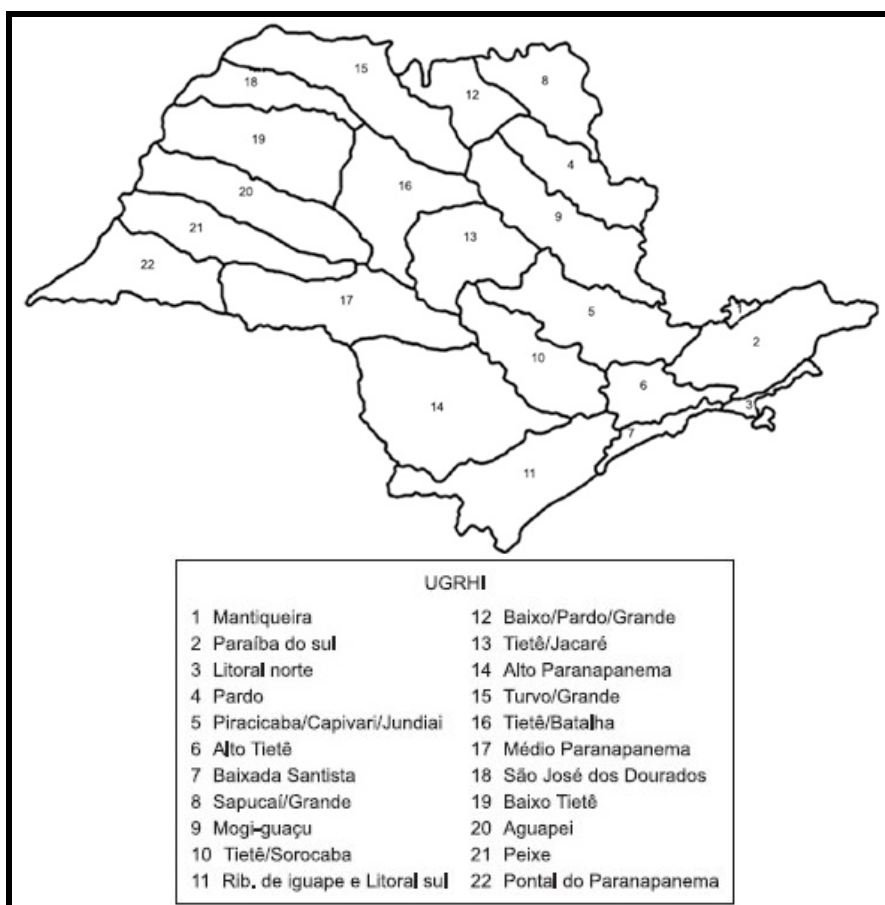 15
18
12
8
19
4
16
20
9
21
13
22
17
5
1
2
10
6
3
14
7
11
UGRHI
1 Mantiqueira
2 Paraíba do sul
3 Litoral norte
4 Pardo
5 Piracicaba/Capivari/Jundiai
6 Alto Tietê
7 Baixada Santista
8 Sapucaí/Grande
9 Mogi-guaçu
10 Tietê/Sorocaba
11 Rib. de iguape e Litoral sul
12 Baixo/Pardo/Grande
13 Tietê/Jacaré
14 Alto Paranapanema
15 Turvo/Grande
16 Tietê/Batalha
17 Médio Paranapanema
18 São José dos Dourados
19 Baixo Tietê
20 Aguapei
21 Peixe
22 Pontal do Paranapanema